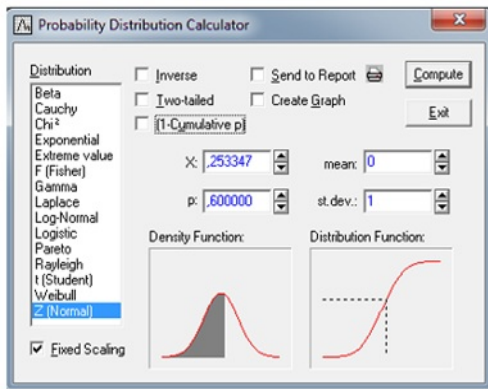 Probability Distribution Calculator
Distribution
Beta
Cauchy
Chi²
Exponential
Extreme value
F (Fisher)
Gamma
Laplace
Log-Normal
Logistic
Pareto
Rayleigh
t (Student)
Weibull
Z (Normal)
Fixed Scaling
Inverse
Two-tailed
(1-Cumulative p)
Send to Report
Create Graph
Compute
Exit
X: ,253347
mean: 0
p: ,600000
st.dev.: 1
Density Function:
Distribution Function: